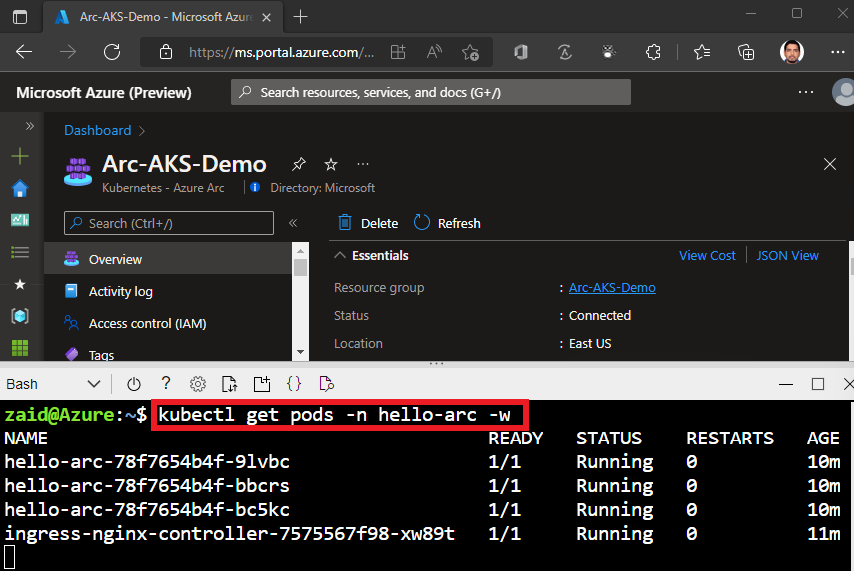 Arc-AKS-Demo - Microsoft Azure
https://ms.portal.azure.com/...
Microsoft Azure (Preview)
Search resources, services, and docs (G+/)
Dashboard
Arc-AKS-Demo
Kubernetes - Azure Arc
Directory: Microsoft
Search (Ctrl+/)
Delete
Refresh
Overview
Activity log
Access control (IAM)
Tags
Essentials
View Cost
JSON View
Resource group : Arc-AKS-Demo
Status : Connected
Location : East US
Bash
zaid@Azure:~$ kubectl get pods -n hello-arc -w
NAME READY STATUS RESTARTS AGE
hello-arc-78f7654b4f-9lvbc 1/1 Running 0 10m
hello-arc-78f7654b4f-bbcrs 1/1 Running 0 10m
hello-arc-78f7654b4f-bc5kc 1/1 Running 0 10m
ingress-nginx-controller-7575567f98-xw89t 1/1 Running 0 11m